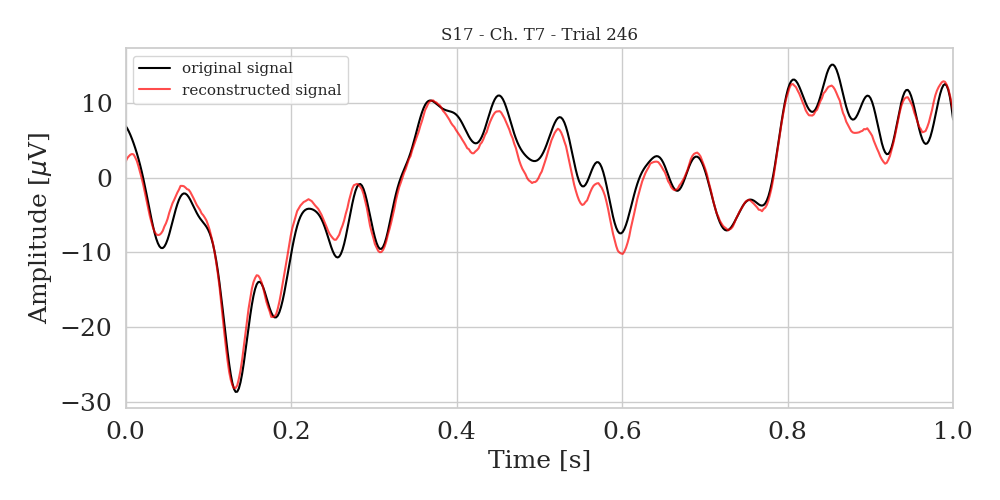 S17 - Ch. T7 - Trial 246
original signal
reconstructed signal
Amplitude [μV]
10
0
−10
−20
−30
0.0 0.2 0.4 0.6 0.8 1.0
Time [s]